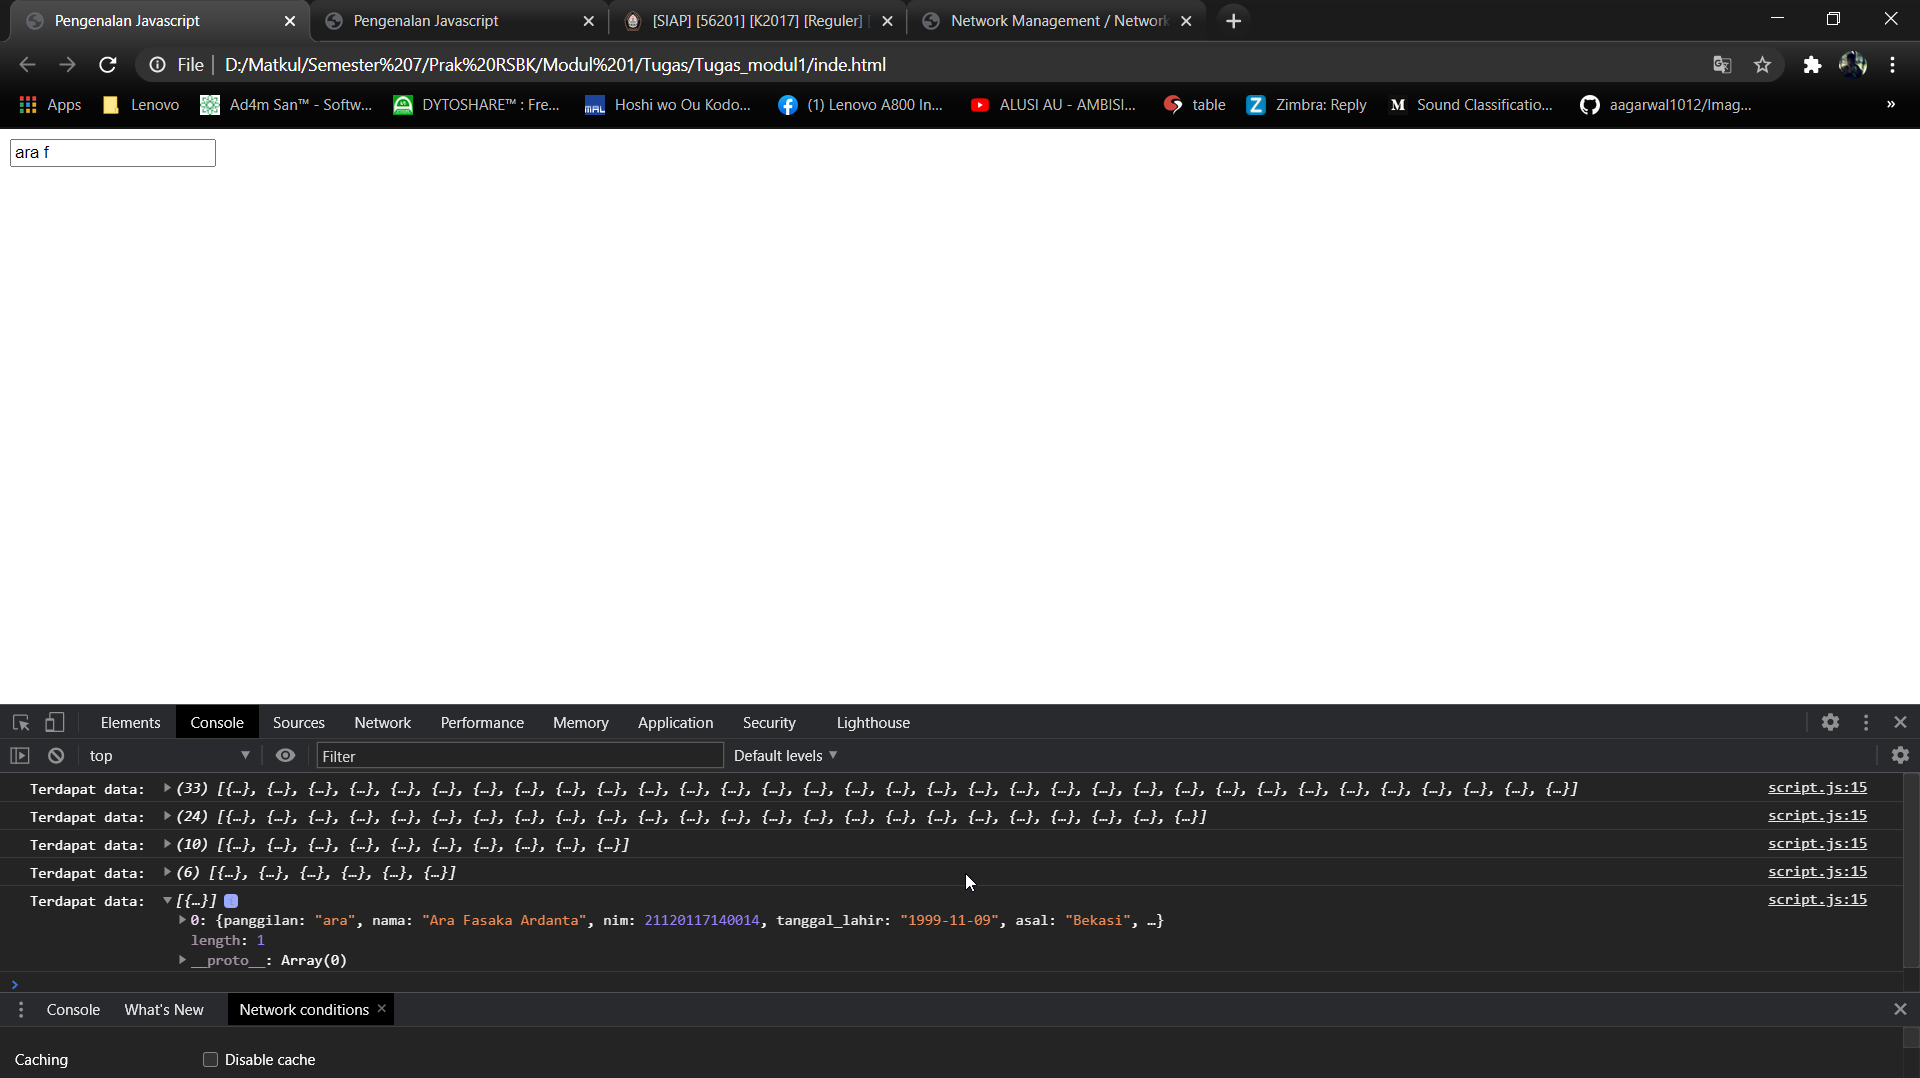 Pengenalan Javascript
Pengenalan Javascript
[SIAP] [56201] [K2017] [Reguler] [
Network Management / Network
File
D:/Matkul/Semester%207/Prak%20RSBK/Modul%201/Tugas/Tugas_modul1/inde.html
Apps
Lenovo
Ad4m San™ - Softw...
DYTOSHARE™ : Fre...
MAL
Hoshi wo Ou Kodo...
(1) Lenovo A800 In...
ALUSI AU - AMBISI...
table
Z
Zimbra: Reply
M
Sound Classificatio...
aagarwal1012/Imag...
»
ara f
Elements
Console
Sources
Network
Performance
Memory
Application
Security
Lighthouse
top
Filter
Default levels
Terdapat data: (33) [{…}, {…}, {…}, {…}, {…}, {…}, {…}, {…}, {…}, {…}, {…}, {…}, {…}, {…}, {…}, {…}, {…}, {…}, {…}, {…}, {…}, {…}, {…}, {…}, {…}, {…}, {…}, {…}, {…}, {…}, {…}, {…}, {…}] script.js:15
Terdapat data: (24) [{…}, {…}, {…}, {…}, {…}, {…}, {…}, {…}, {…}, {…}, {…}, {…}, {…}, {…}, {…}, {…}, {…}, {…}, {…}, {…}, {…}, {…}, {…}, {…}] script.js:15
Terdapat data: (10) [{…}, {…}, {…}, {…}, {…}, {…}, {…}, {…}, {…}, {…}] script.js:15
Terdapat data: (6) [{…}, {…}, {…}, {…}, {…}, {…}] script.js:15
Terdapat data: [{…}] script.js:15
0: {panggilan: "ara", nama: "Ara Fasaka Ardanta", nim: 21120117140014, tanggal_lahir: "1999-11-09", asal: "Bekasi", …}
length: 1
__proto__: Array(0)
Console
What's New
Network conditions
Caching
Disable cache